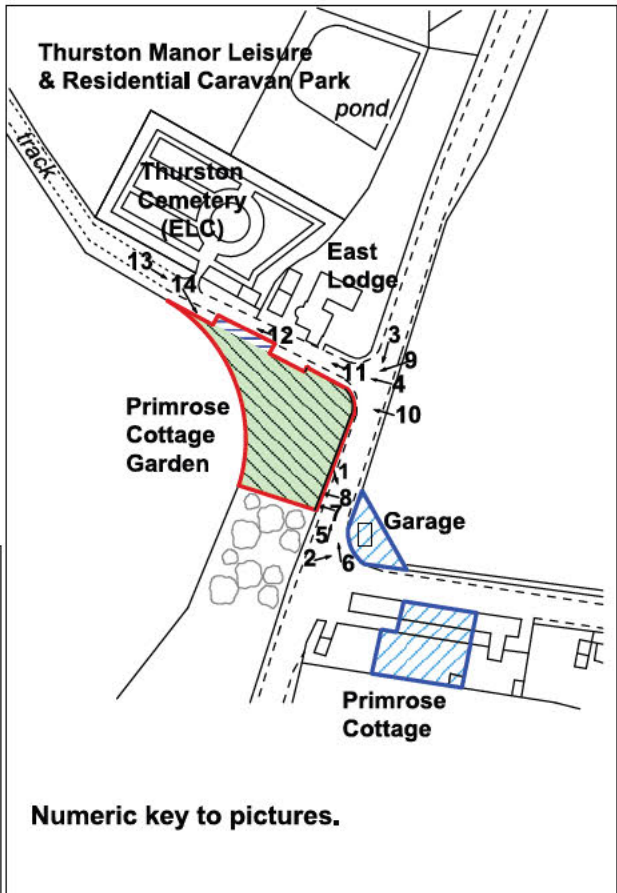 Thurston Manor Leisure
& Residential Caravan Park
pond
track
Thurston
Cemetery
(ELC)
East
Lodge
13
14
12
3
9
11
4
10
Primrose
Cottage
Garden
1
8
7
Garage
5
2
6
Primrose
Cottage
Numeric key to pictures.